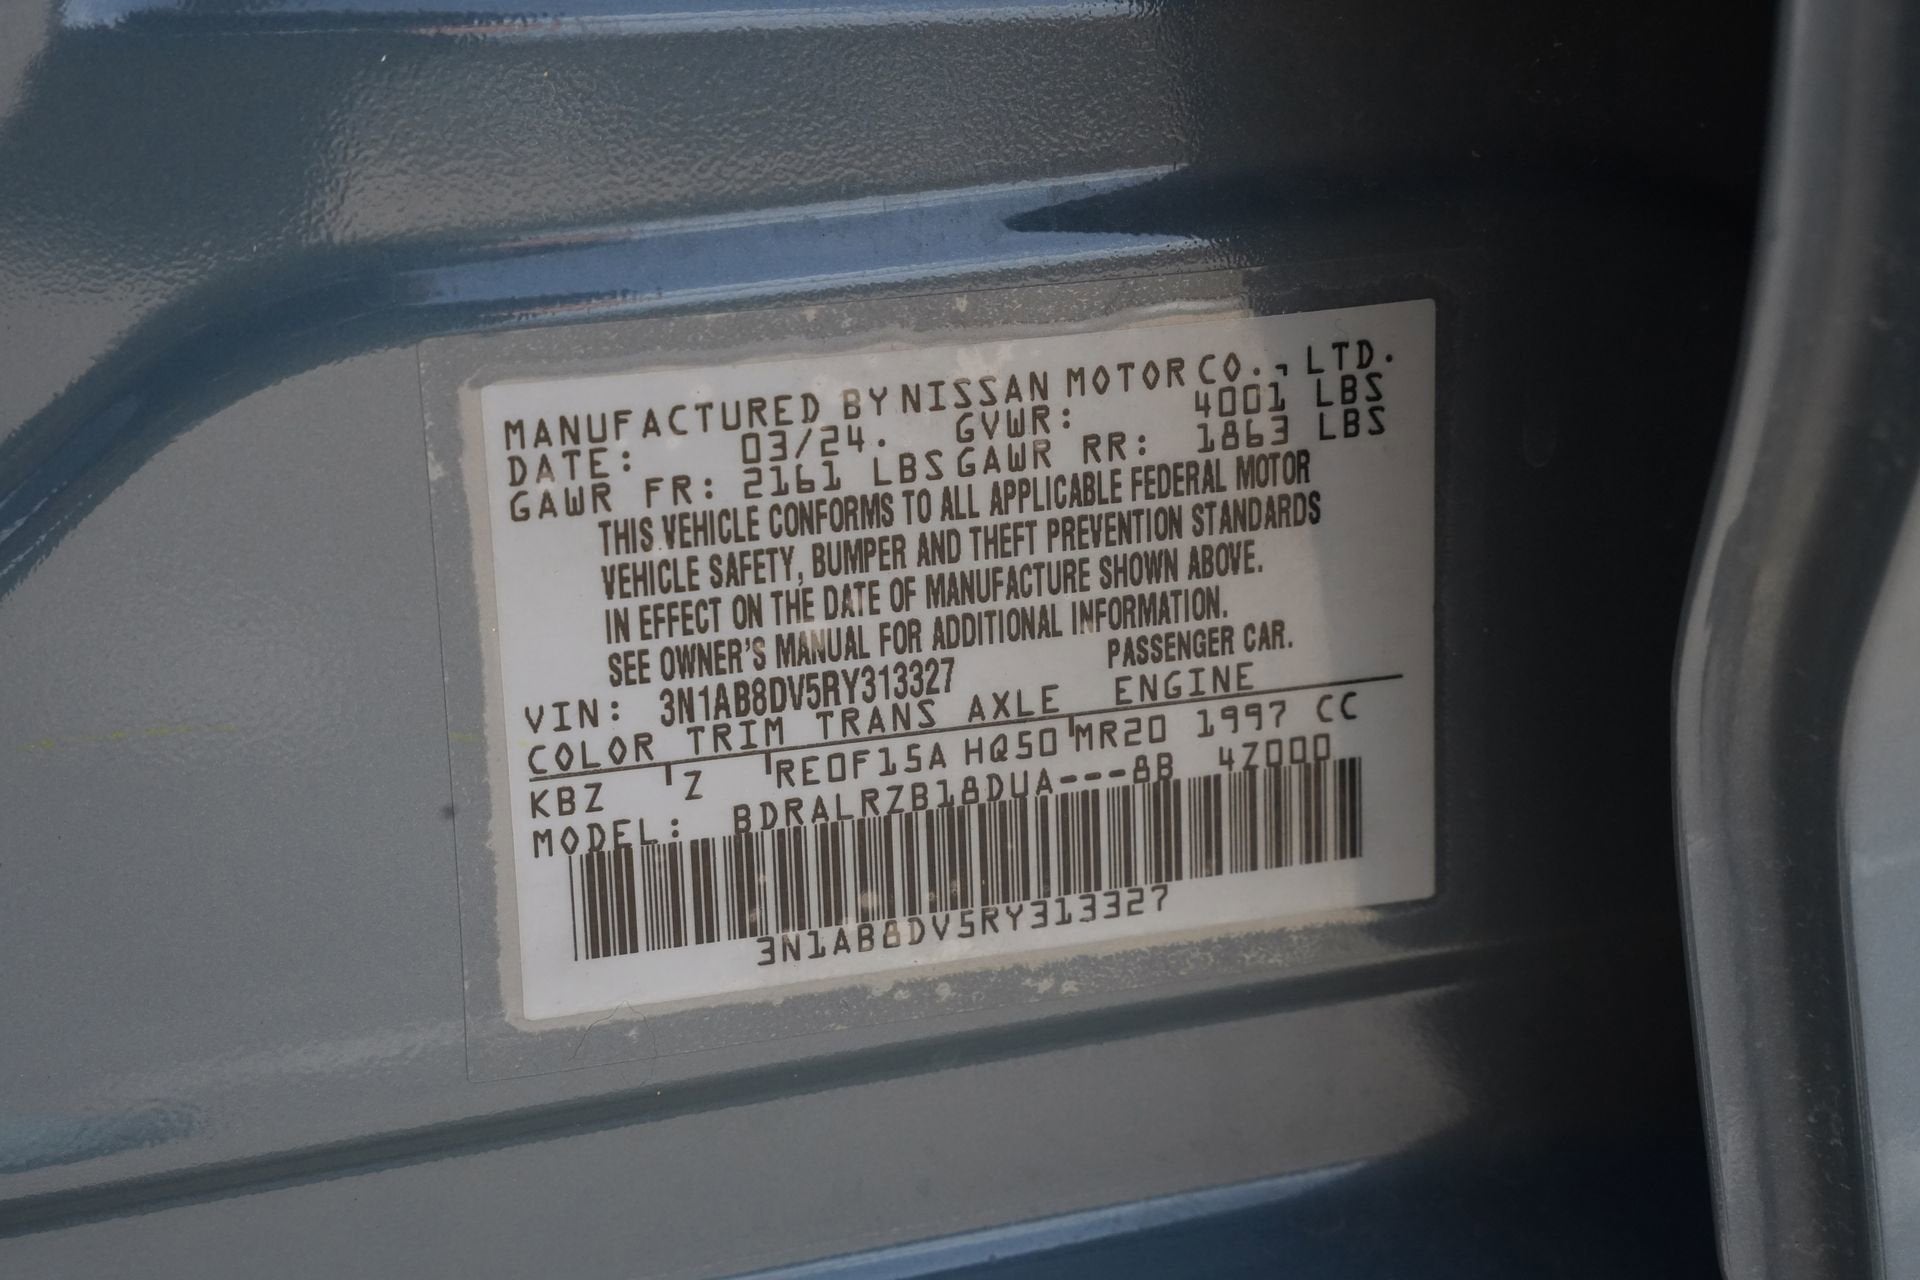 MANUFACTURED BY NISSAN MOTOR CO., LTD.
DATE: 03/24. GVWR: 4001 LBS
GAWR FR: 2161 LBS GAWR RR: 1863 LBS
THIS VEHICLE CONFORMS TO ALL APPLICABLE FEDERAL MOTOR
VEHICLE SAFETY, BUMPER AND THEFT PREVENTION STANDARDS
IN EFFECT ON THE DATE OF MANUFACTURE SHOWN ABOVE.
SEE OWNER'S MANUAL FOR ADDITIONAL INFORMATION.
VIN: 3N1AB8DV5RY313327 PASSENGER CAR.
COLOR TRIM TRANS AXLE ENGINE
KBZ Z RE0F15A HQ50 MR20 1997 CC
MODEL: BDRALRZB18DUA---8B 4Z000
3N1AB8DV5RY313327